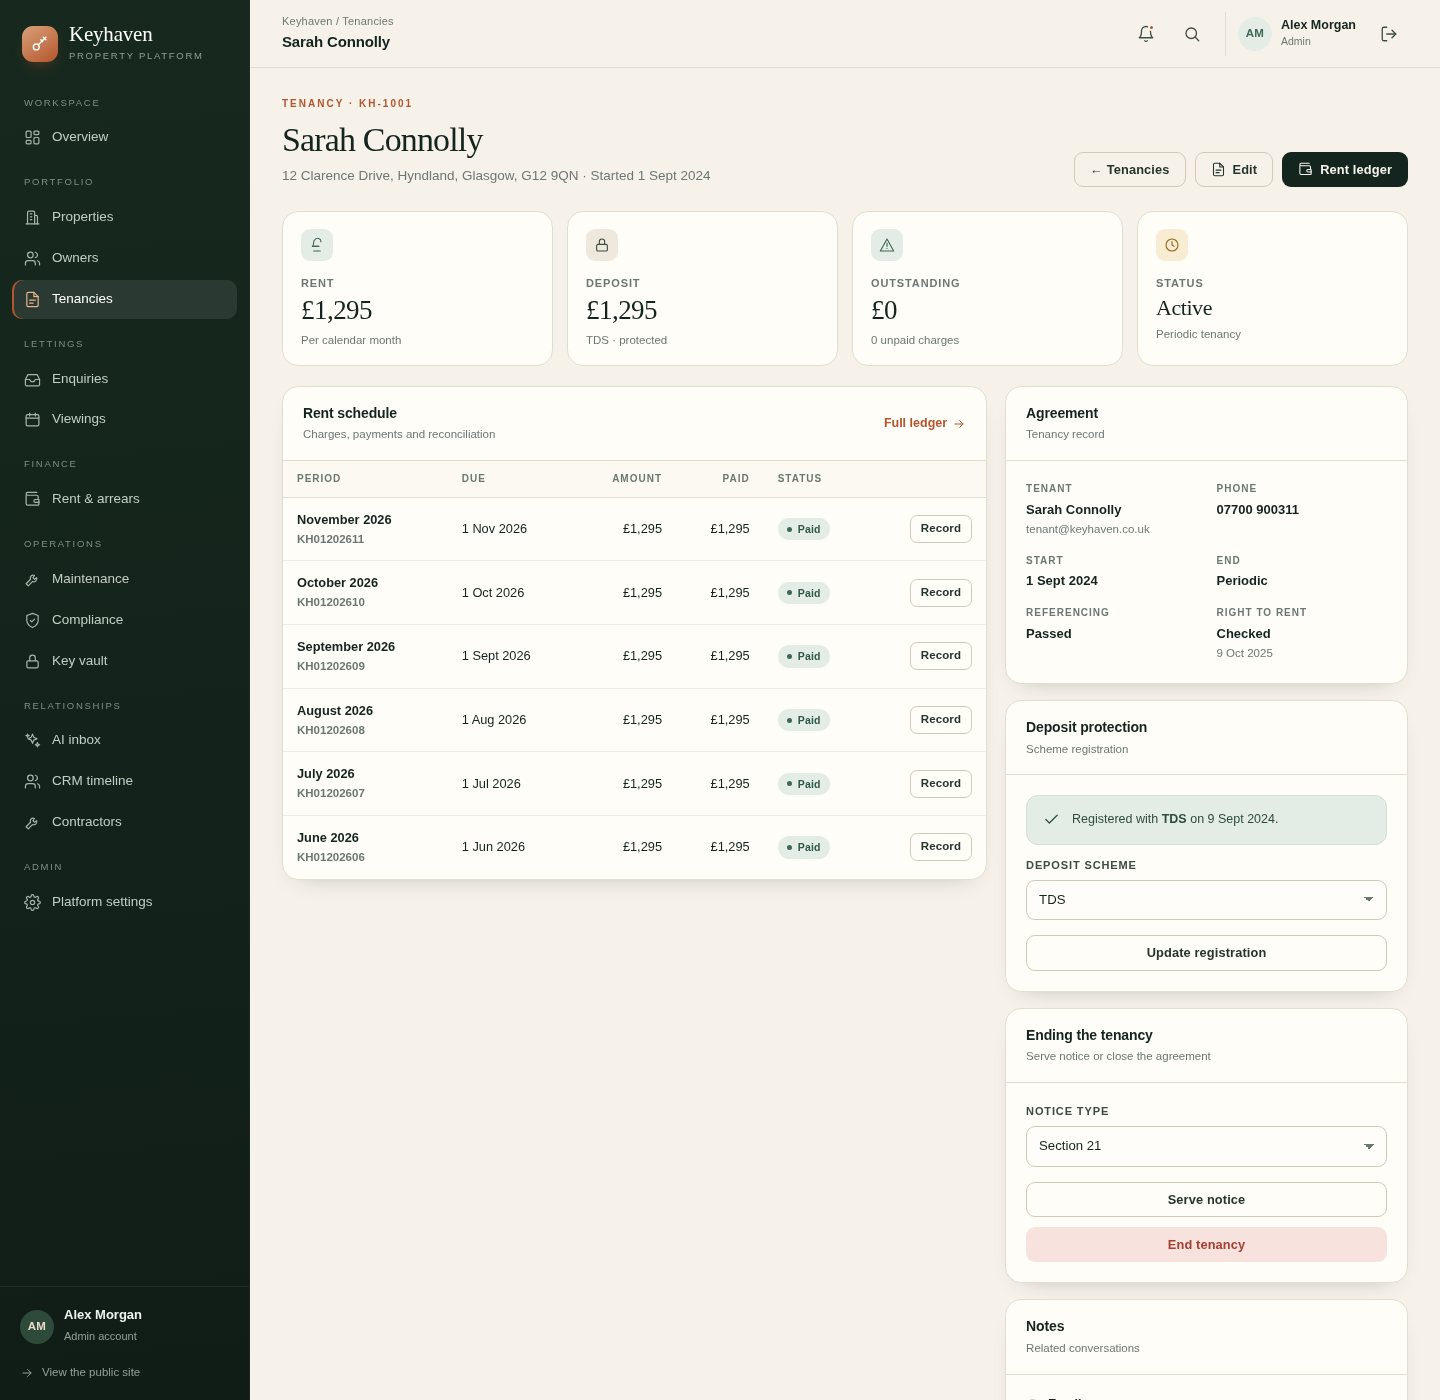 Keyhaven
PROPERTY PLATFORM
WORKSPACE
Overview
PORTFOLIO
Properties
Owners
Tenancies
LETTINGS
Enquiries
Viewings
FINANCE
Rent & arrears
OPERATIONS
Maintenance
Compliance
Key vault
RELATIONSHIPS
AI inbox
CRM timeline
Contractors
ADMIN
Platform settings
AM
Alex Morgan
Admin account
→ View the public site
Keyhaven / Tenancies
Sarah Connolly
AM
Alex Morgan
Admin
TENANCY · KH-1001
Sarah Connolly
12 Clarence Drive, Hyndland, Glasgow, G12 9QN · Started 1 Sept 2024
← Tenancies
Edit
Rent ledger
RENT
£1,295
Per calendar month
DEPOSIT
£1,295
TDS · protected
OUTSTANDING
£0
0 unpaid charges
STATUS
Active
Periodic tenancy
Rent schedule
Charges, payments and reconciliation
Full ledger →
PERIOD DUE AMOUNT PAID STATUS
November 2026
KH01202611
1 Nov 2026 £1,295 £1,295 Paid Record
October 2026
KH01202610
1 Oct 2026 £1,295 £1,295 Paid Record
September 2026
KH01202609
1 Sept 2026 £1,295 £1,295 Paid Record
August 2026
KH01202608
1 Aug 2026 £1,295 £1,295 Paid Record
July 2026
KH01202607
1 Jul 2026 £1,295 £1,295 Paid Record
June 2026
KH01202606
1 Jun 2026 £1,295 £1,295 Paid Record
Agreement
Tenancy record
TENANT
Sarah Connolly
tenant@keyhaven.co.uk
PHONE
07700 900311
START
1 Sept 2024
END
Periodic
REFERENCING
Passed
RIGHT TO RENT
Checked
9 Oct 2025
Deposit protection
Scheme registration
Registered with TDS on 9 Sept 2024.
DEPOSIT SCHEME
TDS
Update registration
Ending the tenancy
Serve notice or close the agreement
NOTICE TYPE
Section 21
Serve notice
End tenancy
Notes
Related conversations